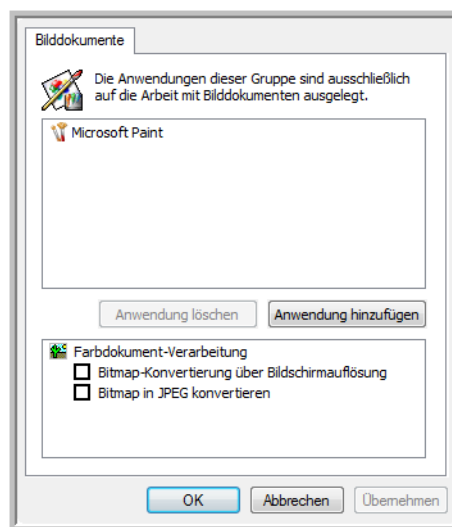 Bilddokumente
Die Anwendungen dieser Gruppe sind ausschließlich
auf die Arbeit mit Bilddokumenten ausgelegt.
Microsoft Paint
Anwendung löschen
Anwendung hinzufügen
Farbdokument-Verarbeitung
Bitmap-Konvertierung über Bildschirmauflösung
Bitmap in JPEG konvertieren
OK
Abbrechen
Übernehmen